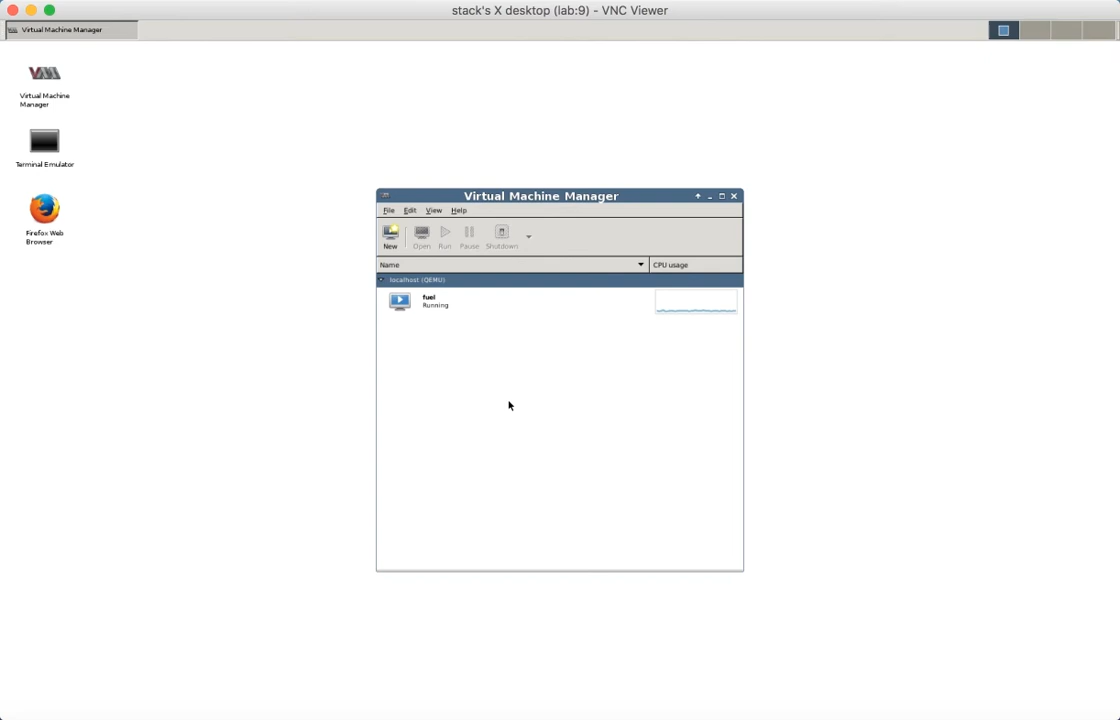 stack's X desktop (lab:9) - VNC Viewer
Virtual Machine Manager
Virtual Machine
Manager
Terminal Emulator
Firefox Web
Browser
Virtual Machine Manager
File Edit View Help
New Open Run Pause Shutdown
Name CPU usage
localhost (QEMU)
fuel
Running